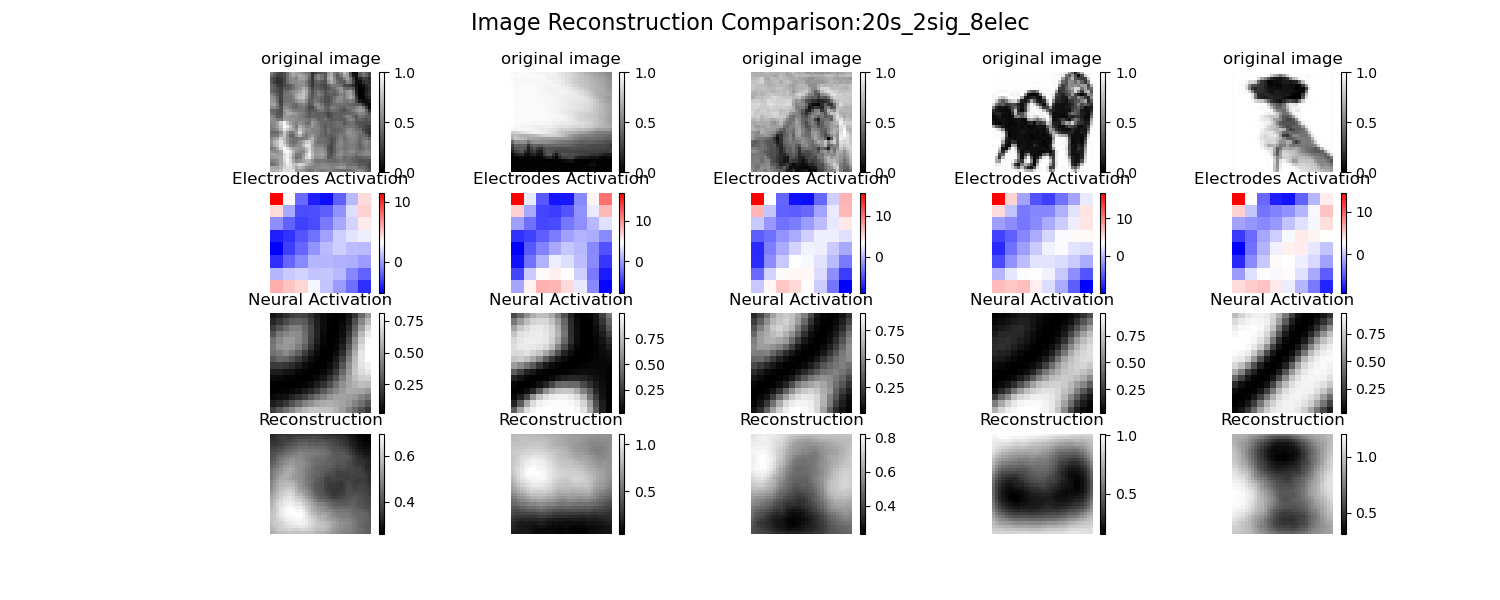 Image Reconstruction Comparison:20s_2sig_8elec
original image original image original image original image original image
1.0 1.0 1.0 1.0 1.0
0.5 0.5 0.5 0.5 0.5
0.0 0.0 0.0 0.0 0.0
Electrodes Activation Electrodes Activation Electrodes Activation Electrodes Activation Electrodes Activation
10 10 10 10 10
0 0 0 0 0
Neural Activation Neural Activation Neural Activation Neural Activation Neural Activation
0.75 0.75 0.75 0.75 0.75
0.50 0.50 0.50 0.50 0.50
0.25 0.25 0.25 0.25 0.25
Reconstruction Reconstruction Reconstruction Reconstruction Reconstruction
0.6 1.0 0.8 1.0 1.0
0.4 0.5 0.6 0.5 0.5
0.4